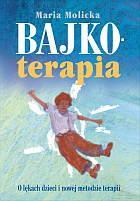 Maria Molicka
BAJKO-
terapia
O lękach dzieci i nowej metodzie terapii